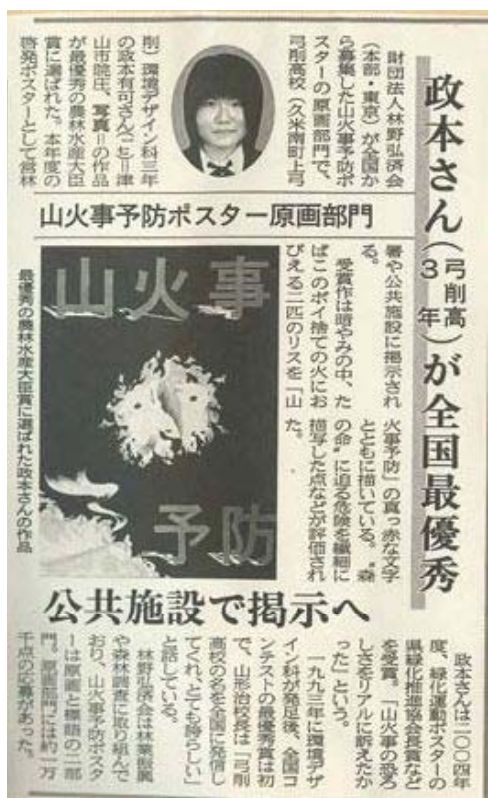 政本さん（弓削高3年）が全国最優秀
財団法人林野弘済会
（本部・東京）が全国か
ら募集した山火事予防ポ
スターの原画部門で、
弓削高校（久米南町上弓
削）環境デザイン科三年
の政本有可さん＝津
山市院庄、写真＝の作品
が最優秀の農林水産大臣
賞に選ばれた。本年度の
啓発ポスターとして営林
山火事予防ポスター原画部門
署や公共施設に掲示され
る。
受賞作は暗やみの中、た
ばこのポイ捨ての火にお
びえる二匹のリスを「山
火事予防」の真っ赤な文字
とともに描いている。“森
の命”に迫る危険を繊細に
描写した点などが評価され
た。
山火事
予防
最優秀の農林水産大臣賞に選ばれた政本さんの作品
公共施設で掲示へ
政本さんは二〇〇四年
度、緑化運動ポスターの
県緑化推進協会長賞など
を受賞。「山火事の恐ろ
しさをリアルに訴えたか
った」という。
一九九三年に環境デザ
イン科が発足後、全国コ
ンテストの最優秀賞は初
で、山形治長は「弓削
高校の名を全国に発信し
てくれ、とても誇らしい」
と話している。
林野弘済会は林業振興
や森林調査に取り組んで
おり、山火事予防ポスタ
ーは原画と標語の二部
門。原画部門には約一万
千点の応募があった。